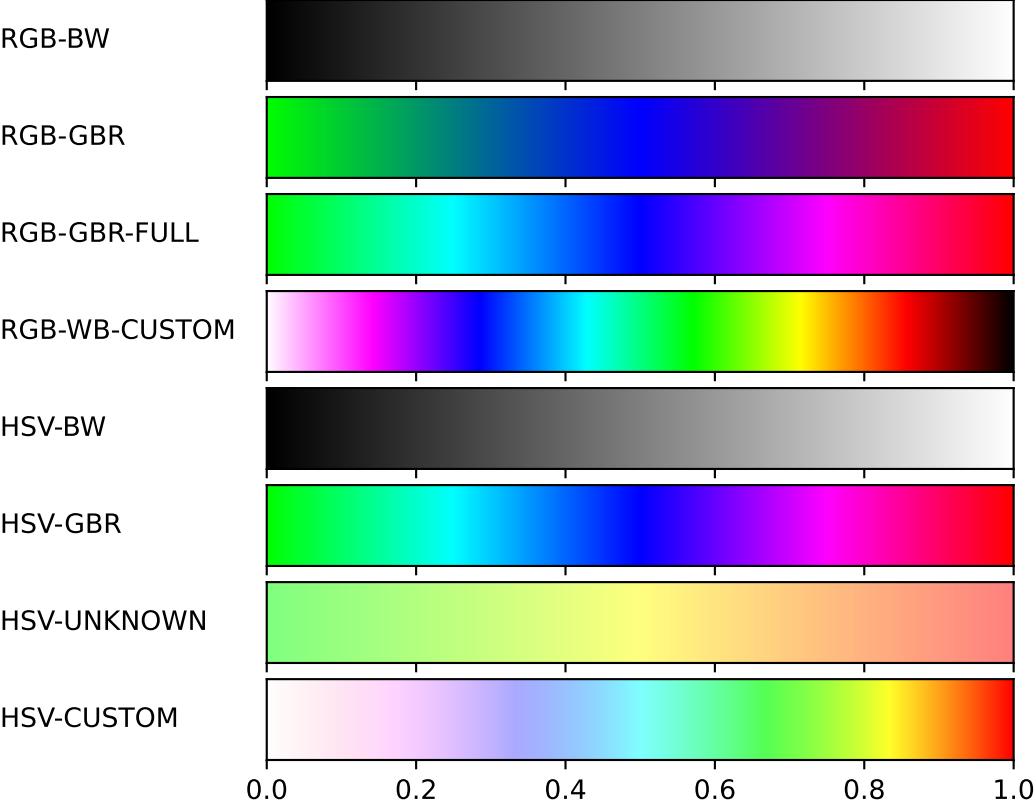 RGB-BW
RGB-GBR
RGB-GBR-FULL
RGB-WB-CUSTOM
HSV-BW
HSV-GBR
HSV-UNKNOWN
HSV-CUSTOM
0.0 0.2 0.4 0.6 0.8 1.0